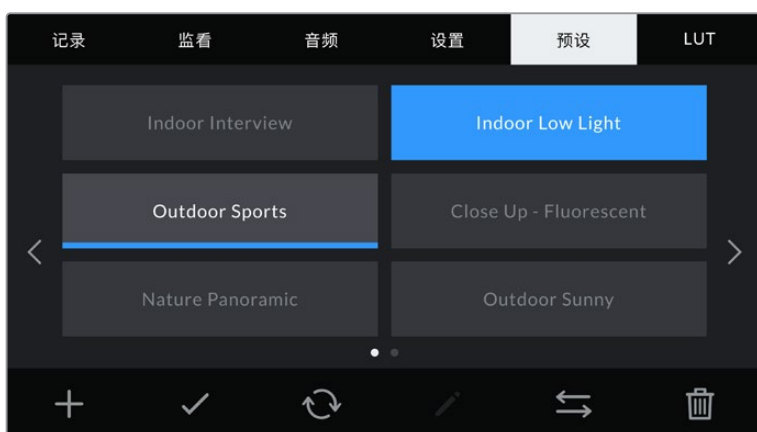 记录 监看 音频 设置 预设 LUT
Indoor Interview Indoor Low Light
Outdoor Sports Close Up - Fluorescent
Nature Panoramic Outdoor Sunny